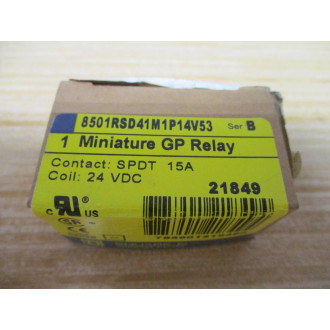 8501RSD41M1P14V53 Ser B
1 Miniature GP Relay
Contact: SPDT 15A
Coil: 24 VDC
21849
C US